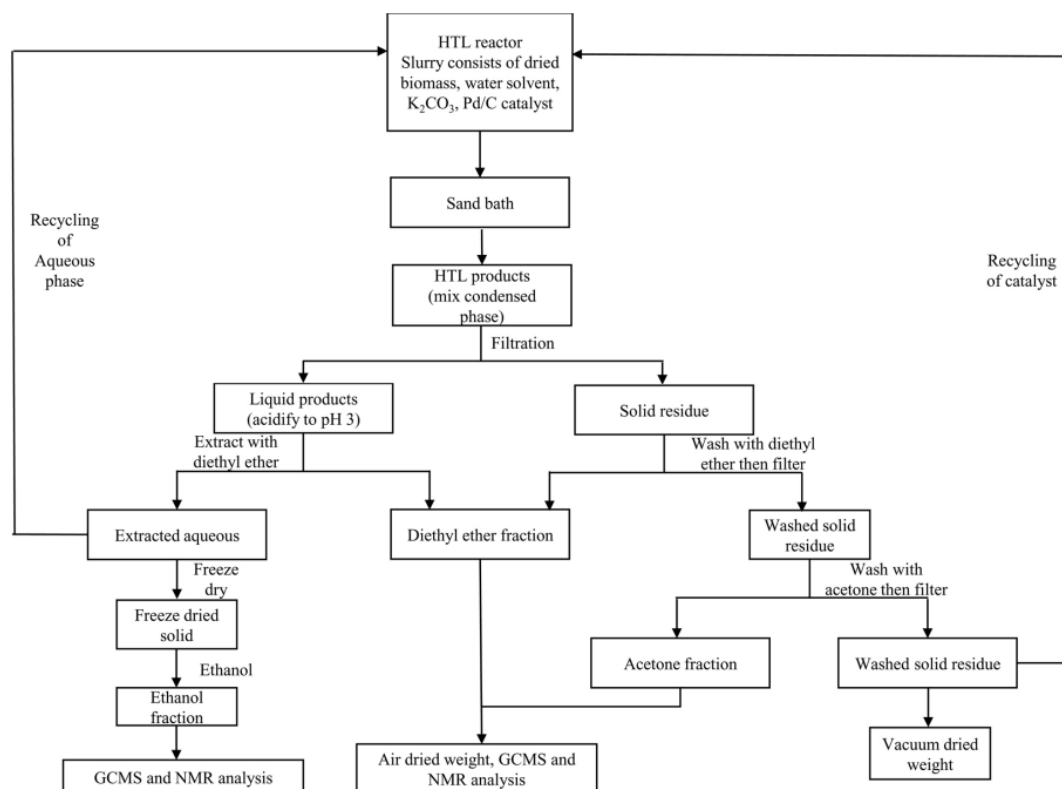 HTL reactor
Slurry consists of dried
biomass, water solvent,
K₂CO₃, Pd/C catalyst
Sand bath
Recycling
of
Aqueous
phase
Recycling
of catalyst
HTL products
(mix condensed
phase)
Filtration
Liquid products
(acidify to pH 3)
Solid residue
Extract with
diethyl ether
Wash with diethyl
ether then filter
Extracted aqueous
Diethyl ether fraction
Washed solid
residue
Freeze
dry
Wash with
acetone then filter
Freeze dried
solid
Acetone fraction
Washed solid residue
Ethanol
Ethanol
fraction
Vacuum dried
weight
GCMS and NMR analysis
Air dried weight, GCMS and
NMR analysis